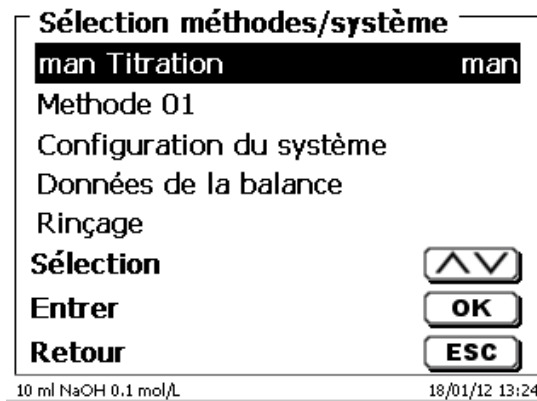 Sélection méthodes/système
man Titration man
Methode 01
Configuration du système
Données de la balance
Rinçage
Sélection
Entrer OK
Retour ESC
10 ml NaOH 0.1 mol/L 18/01/12 13:24